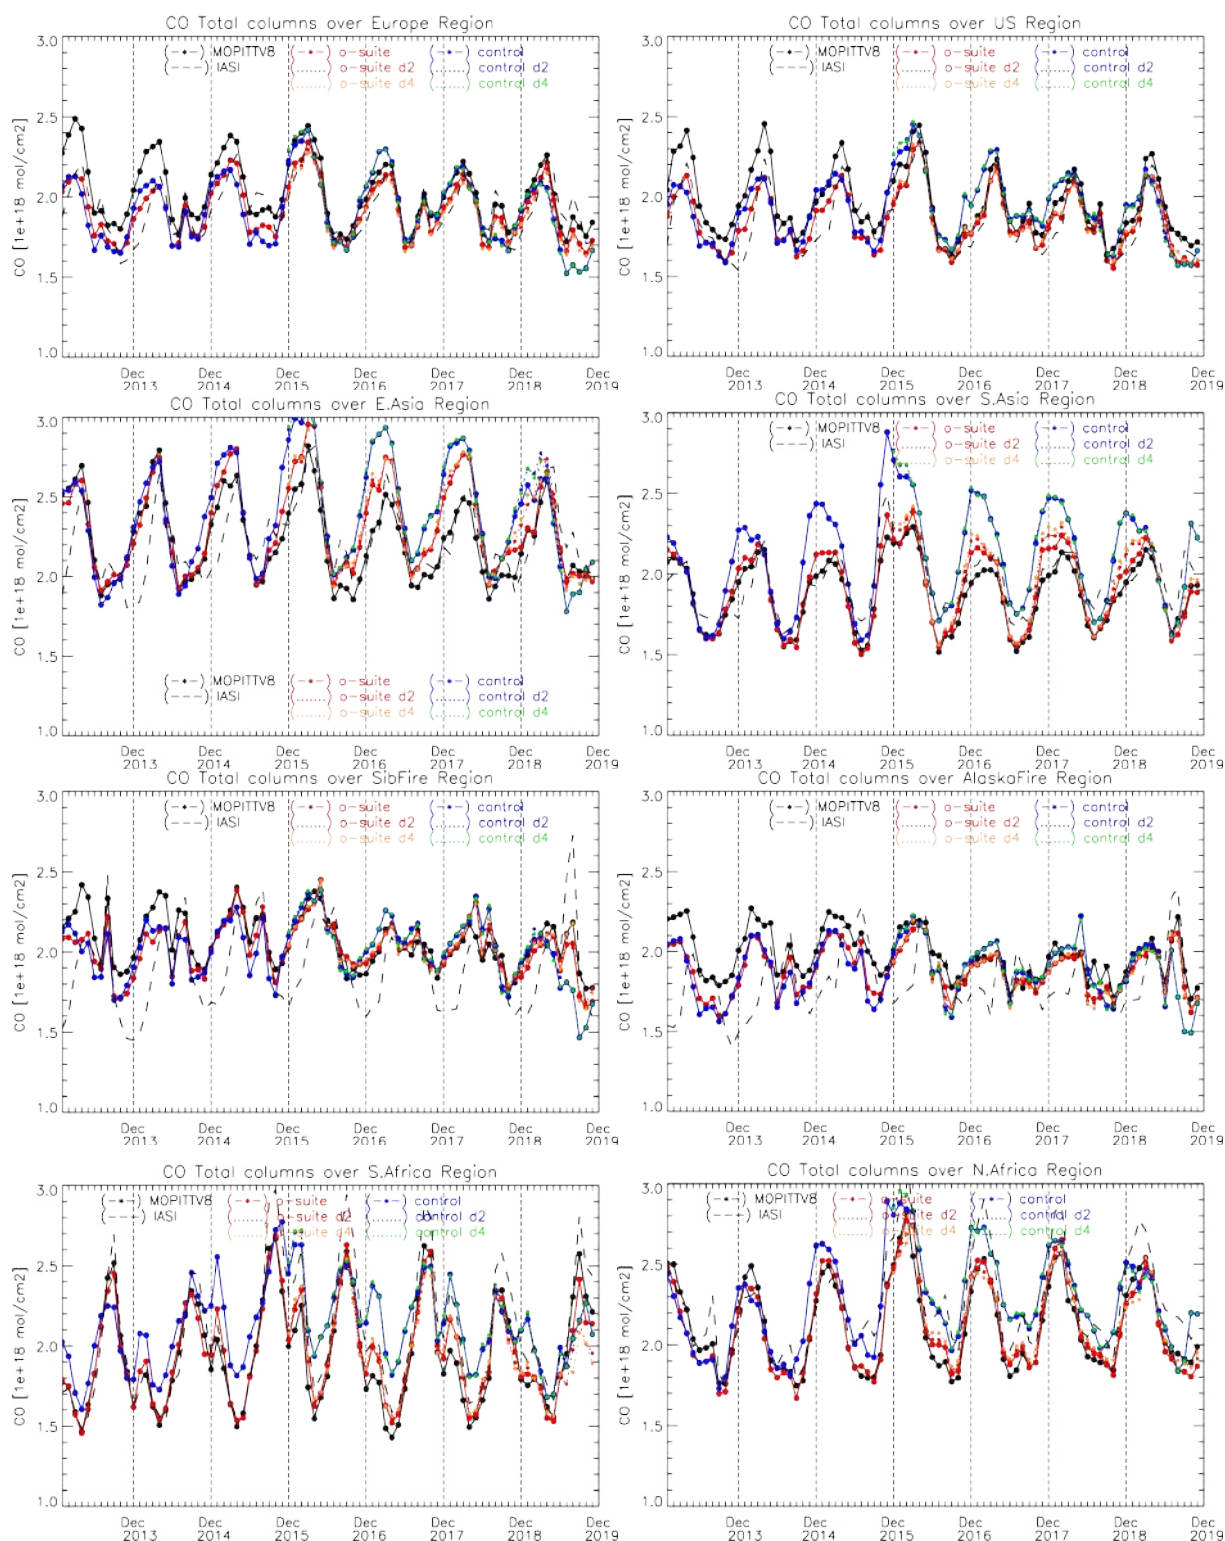 CO Total columns over Europe Region
3.0
(-♦-) MOPITTV8 (-♦-) o-suite (-♦-) control
(– –) IASI (......) o-suite d2 (......) control d2
(......) o-suite d4 (......) control d4
2.5
2.0
1.5
1.0
CO [1e+18 mol/cm2]
Dec Dec Dec Dec Dec Dec Dec
2013 2014 2015 2016 2017 2018 2019
CO Total columns over US Region
3.0
(-♦-) MOPITTV8 (-♦-) o-suite (-♦-) control
(– –) IASI (......) o-suite d2 (......) control d2
(......) o-suite d4 (......) control d4
2.5
2.0
1.5
1.0
CO [1e+18 mol/cm2]
Dec Dec Dec Dec Dec Dec Dec
2013 2014 2015 2016 2017 2018 2019
CO Total columns over E.Asia Region
3.0
2.5
2.0
1.5
1.0
CO [1e+18 mol/cm2]
(-♦-) MOPITTV8 (-♦-) o-suite (-♦-) control
(– –) IASI (......) o-suite d2 (......) control d2
(......) o-suite d4 (......) control d4
Dec Dec Dec Dec Dec Dec Dec
2013 2014 2015 2016 2017 2018 2019
CO Total columns over S.Asia Region
3.0
(-♦-) MOPITTV8 (-♦-) o-suite (-♦-) control
(– –) IASI (......) o-suite d2 (......) control d2
(......) o-suite d4 (......) control d4
2.5
2.0
1.5
1.0
CO [1e+18 mol/cm2]
Dec Dec Dec Dec Dec Dec Dec
2013 2014 2015 2016 2017 2018 2019
CO Total columns over SibFire Region
3.0
(-♦-) MOPITTV8 (-♦-) o-suite (-♦-) control
(– –) IASI (......) o-suite d2 (......) control d2
(......) o-suite d4 (......) control d4
2.5
2.0
1.5
1.0
CO [1e+18 mol/cm2]
Dec Dec Dec Dec Dec Dec Dec
2013 2014 2015 2016 2017 2018 2019
CO Total columns over AlaskaFire Region
3.0
(-♦-) MOPITTV8 (-♦-) o-suite (-♦-) control
(– –) IASI (......) o-suite d2 (......) control d2
(......) o-suite d4 (......) control d4
2.5
2.0
1.5
1.0
CO [1e+18 mol/cm2]
Dec Dec Dec Dec Dec Dec Dec
2013 2014 2015 2016 2017 2018 2019
CO Total columns over S.Africa Region
3.0
(-♦-) MOPITTV8 (-♦-) o-suite (-♦-) control
(– –) IASI (......) o-suite d2 (......) control d2
(......) o-suite d4 (......) control d4
2.5
2.0
1.5
1.0
CO [1e+18 mol/cm2]
Dec Dec Dec Dec Dec Dec Dec
2013 2014 2015 2016 2017 2018 2019
CO Total columns over N.Africa Region
3.0
(-♦-) MOPITTV8 (-♦-) o-suite (-♦-) control
(– –) IASI (......) o-suite d2 (......) control d2
(......) o-suite d4 (......) control d4
2.5
2.0
1.5
1.0
CO [1e+18 mol/cm2]
Dec Dec Dec Dec Dec Dec Dec
2013 2014 2015 2016 2017 2018 2019